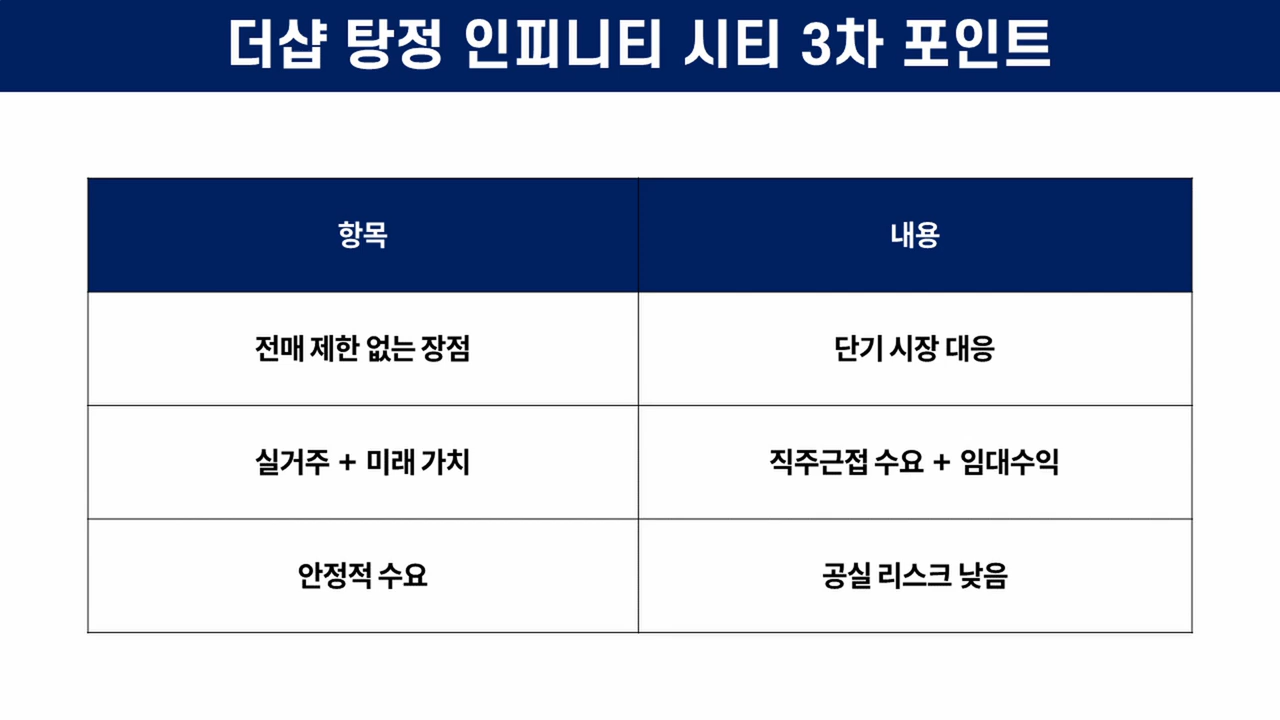 더샵 탕정 인피니티 시티 3차 포인트
항목 내용
전매 제한 없는 장점 단기 시장 대응
실거주 + 미래 가치 직주근접 수요 + 임대수익
안정적 수요 공실 리스크 낮음